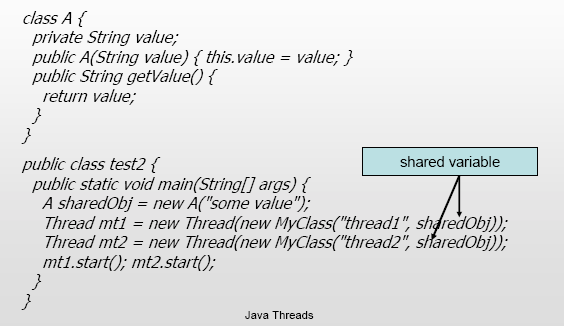 class A {
private String value;
public A(String value) { this.value = value; }
public String getValue() {
return value;
}
}
shared variable
public class test2 {
public static void main(String[] args) {
A sharedObj = new A("some value");
Thread mt1 = new Thread(new MyClass("thread1", sharedObj));
Thread mt2 = new Thread(new MyClass("thread2", sharedObj));
mt1.start(); mt2.start();
}
}
Java Threads